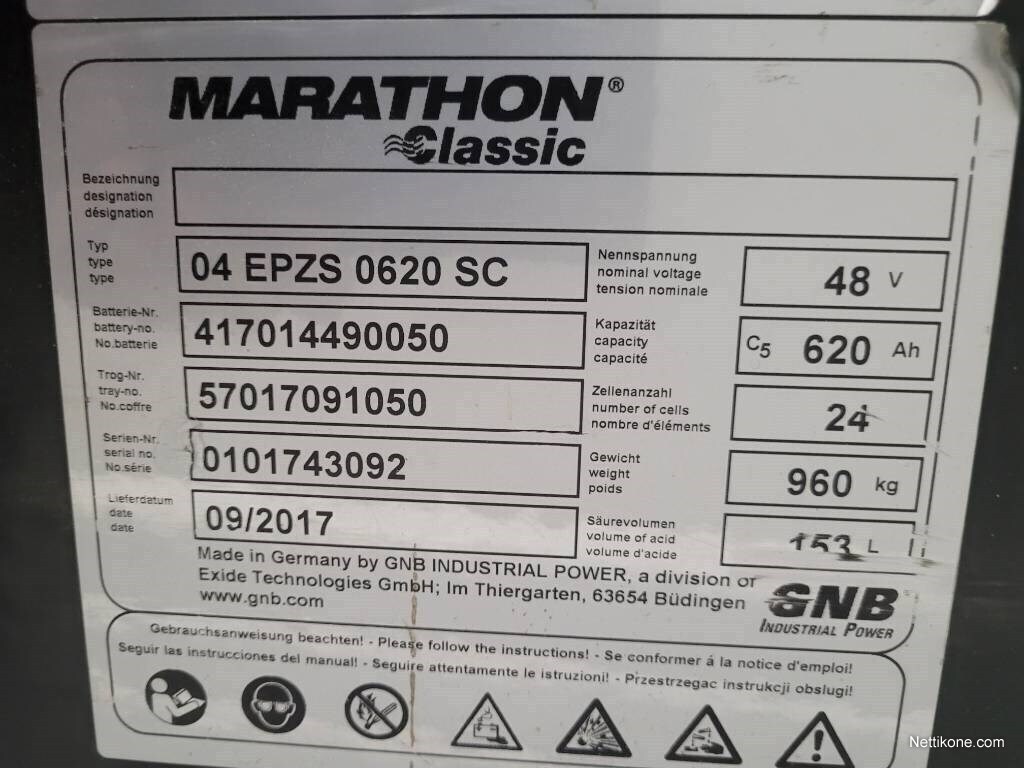 MARATHON®
Classic
Bezeichnung
designation
désignation
Typ
type
type
04 EPZS 0620 SC
Nennspannung
nominal voltage
tension nominale
48 V
Batterie-Nr.
battery-no.
No.batterie
417014490050
Kapazität
capacity
capacité
C5 620 Ah
Trog-Nr.
tray-no.
No.coffre
57017091050
Zellenanzahl
number of cells
nombre d'éléments
24
Serien-Nr.
serial no.
No.série
0101743092
Gewicht
weight
poids
960 kg
Lieferdatum
date
date
09/2017
Säurevolumen
volume of acid
volume d'acide
153 L
Made in Germany by GNB INDUSTRIAL POWER, a division of
Exide Technologies GmbH; Im Thiergarten, 63654 Büdingen
www.gnb.com
GNB
INDUSTRIAL POWER
Gebrauchsanweisung beachten! - Please follow the instructions! - Se conformer á la notice d'emploi!
Seguir las instrucciones del manual! - Seguire attentamente le istruzioni! - Przestrzegac instrukcji obslugi!
Nettikone.com